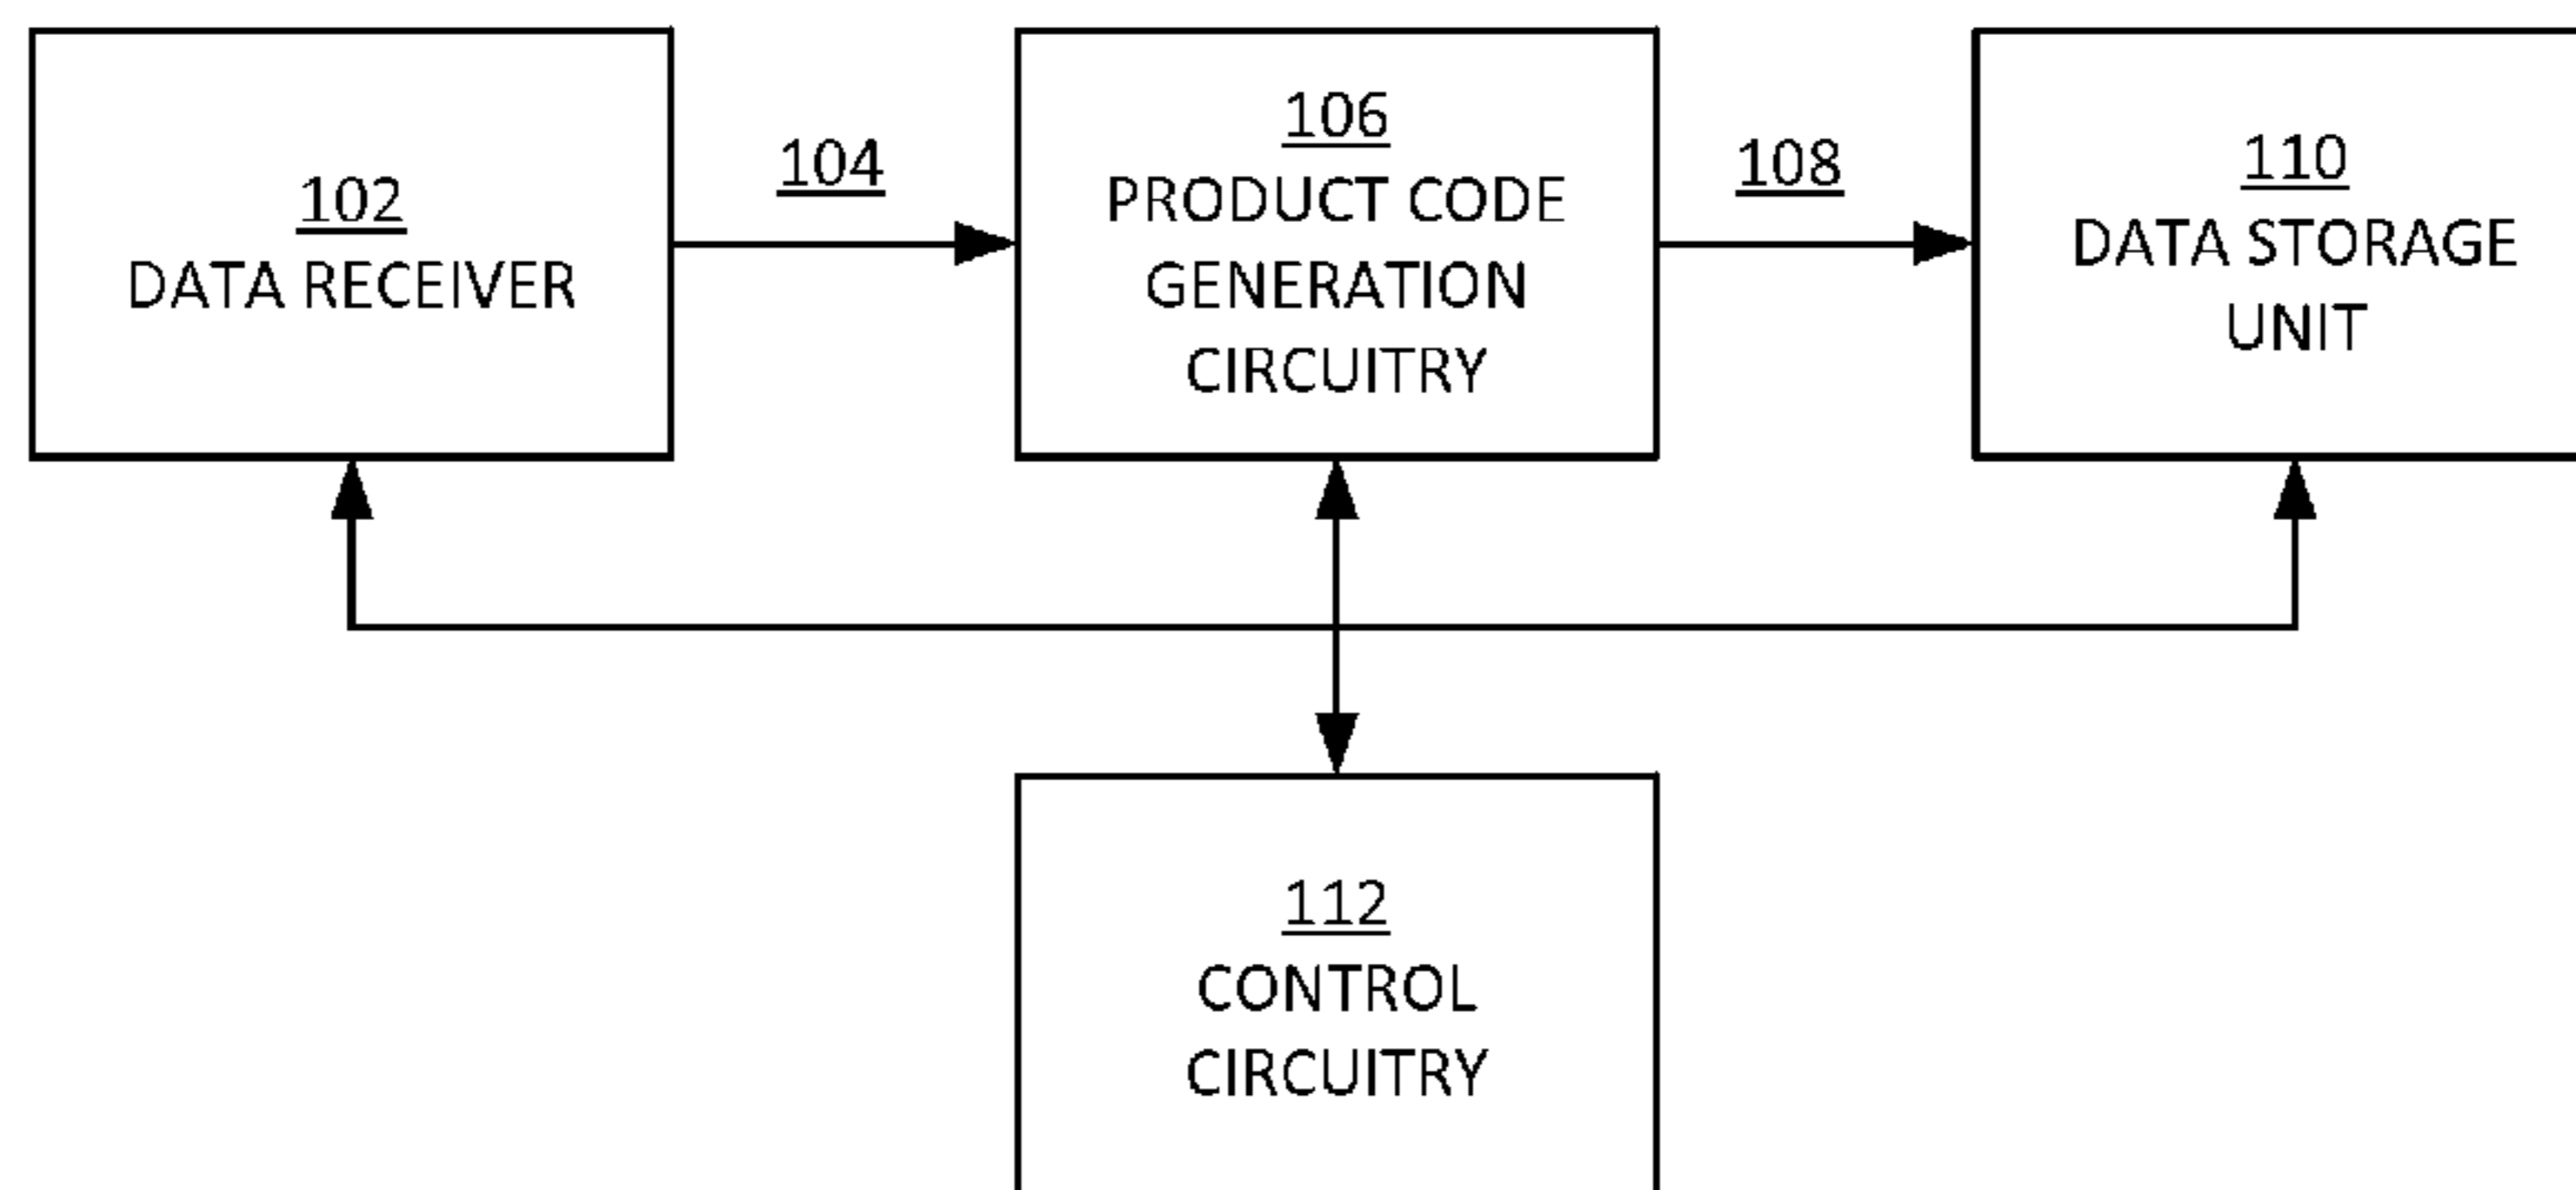 102
DATA RECEIVER
104
106
PRODUCT CODE
GENERATION
CIRCUITRY
108
110
DATA STORAGE
UNIT
112
CONTROL
CIRCUITRY